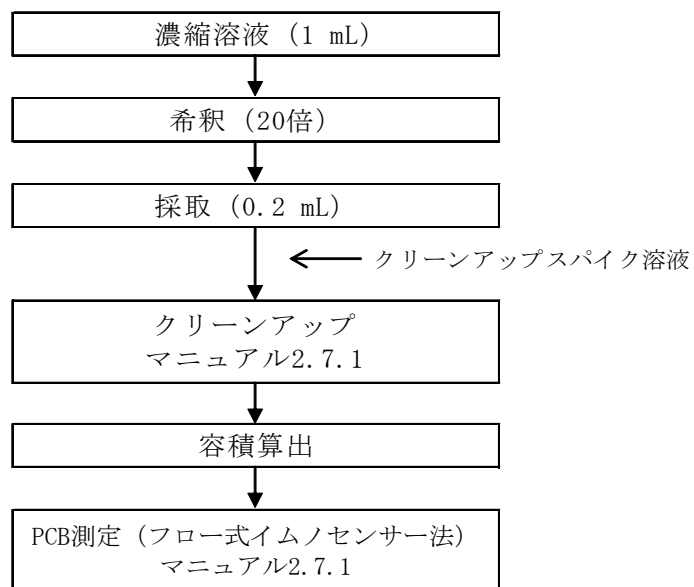 濃縮溶液 (1 mL)
希釈 (20倍)
採取 (0.2 mL)
クリーンアップスパイク溶液
クリーンアップ
マニュアル2.7.1
容積算出
PCB測定 (フロー式イムノセンサー法)
マニュアル2.7.1